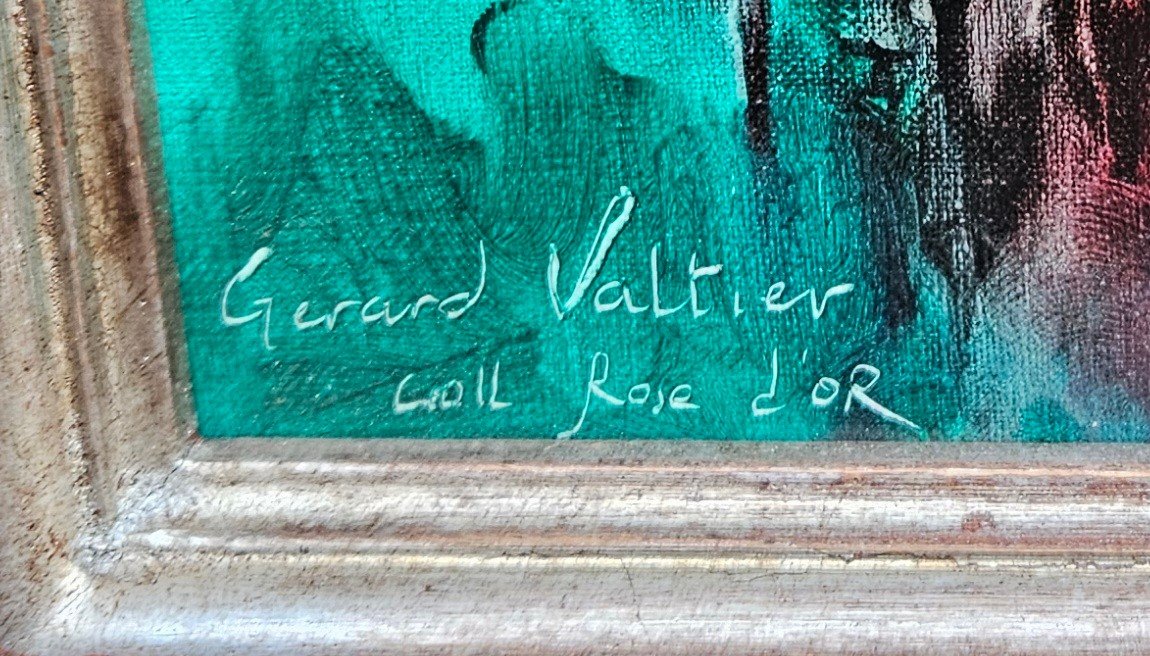 Gerard Valtier
Coll Rose d'OR